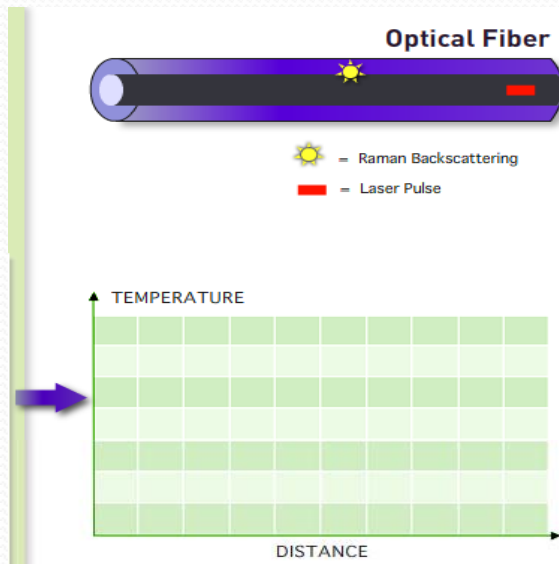 Optical Fiber
= Raman Backscattering
= Laser Pulse
TEMPERATURE
DISTANCE